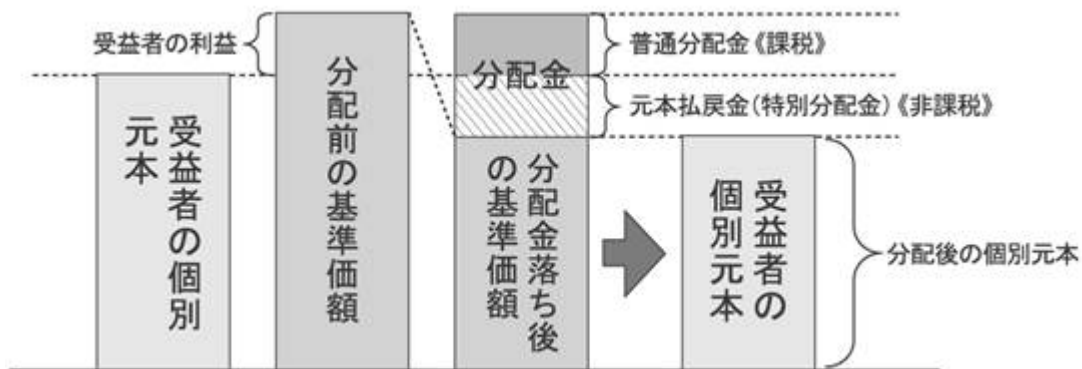 受益者の利益
受益者の個別
元本
分配前の基準価額
分配金
分配金落ち後
の基準価額
普通分配金《課税》
元本払戻金(特別分配金)《非課税》
受益者の
個別元本
分配後の個別元本